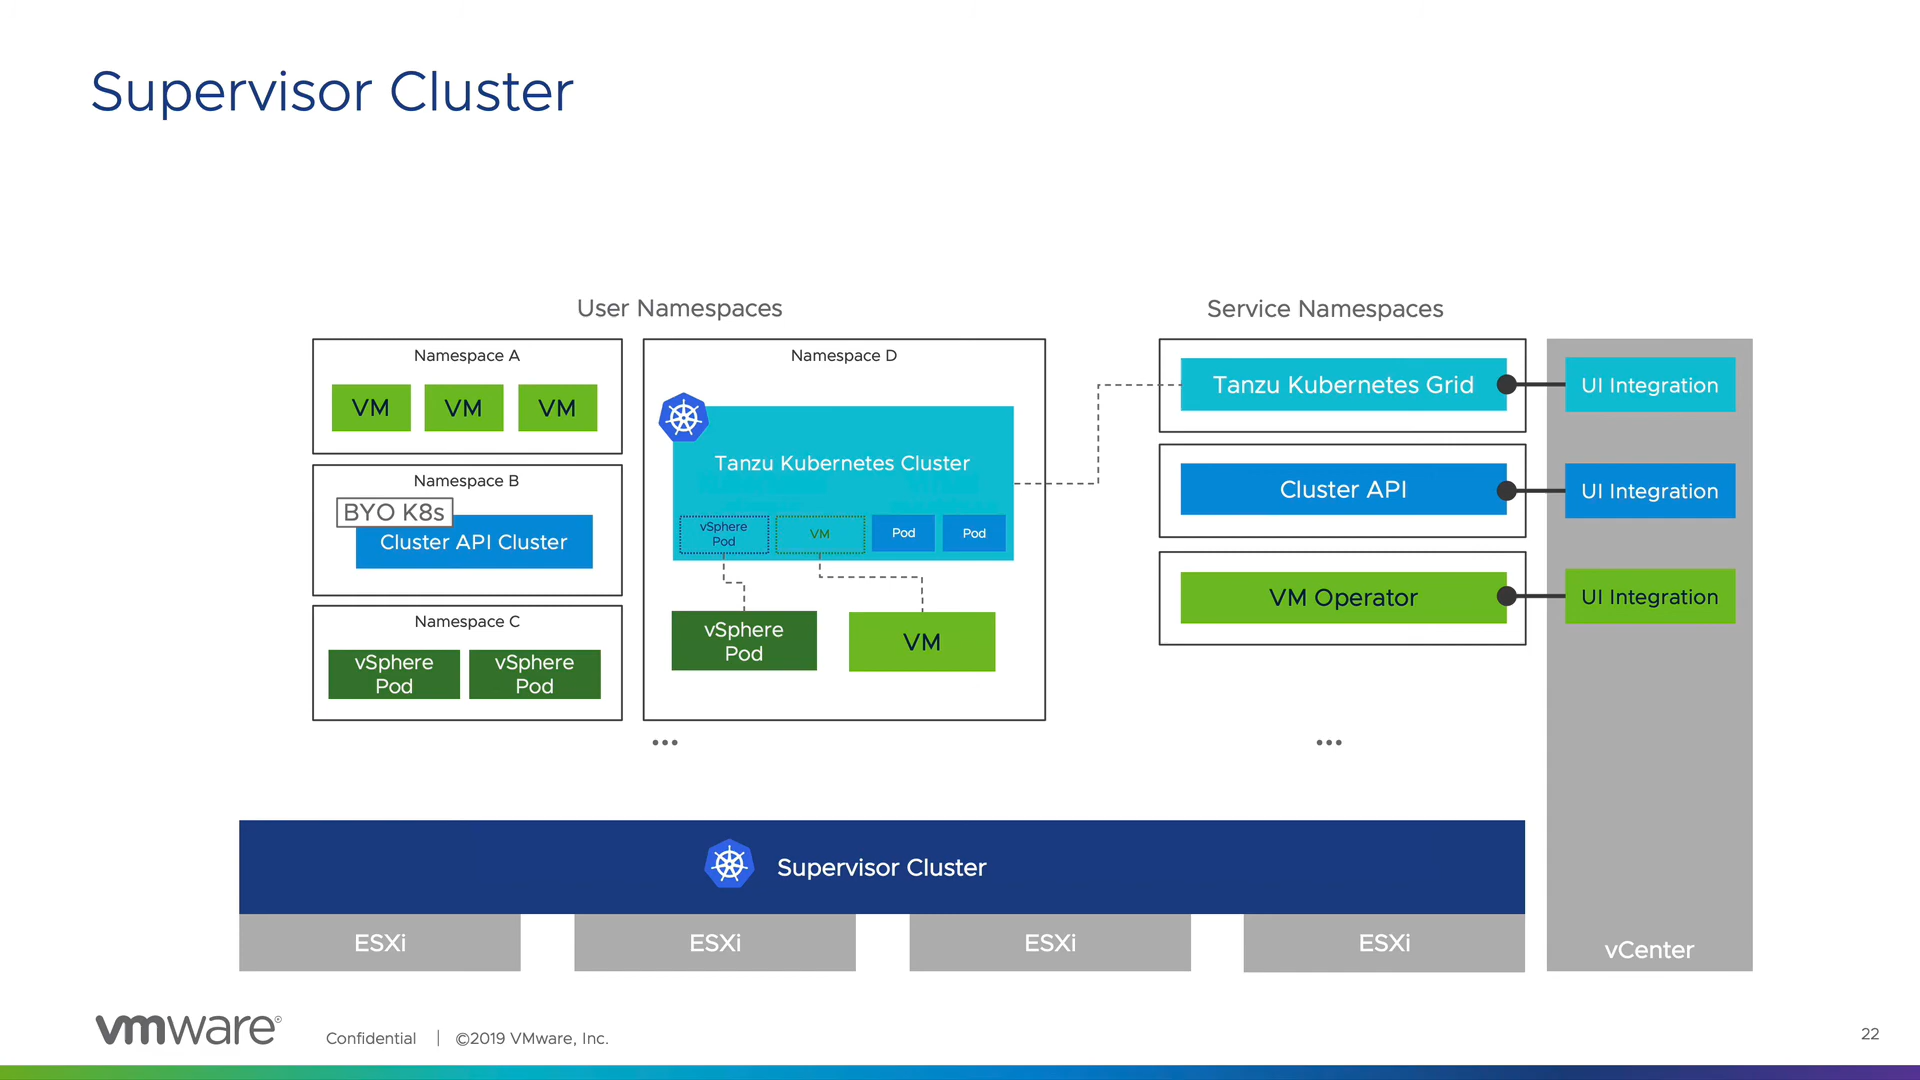 Supervisor Cluster
User Namespaces
Service Namespaces
Namespace A
VM
VM
VM
Namespace B
BYO K8s
Cluster API Cluster
Namespace C
vSphere
Pod
vSphere
Pod
Namespace D
Tanzu Kubernetes Cluster
vSphere
Pod
VM
Pod
Pod
vSphere
Pod
VM
...
Tanzu Kubernetes Grid
UI Integration
Cluster API
UI Integration
VM Operator
UI Integration
...
Supervisor Cluster
ESXi
ESXi
ESXi
ESXi
vCenter
vmware®
Confidential | ©2019 VMware, Inc.
22